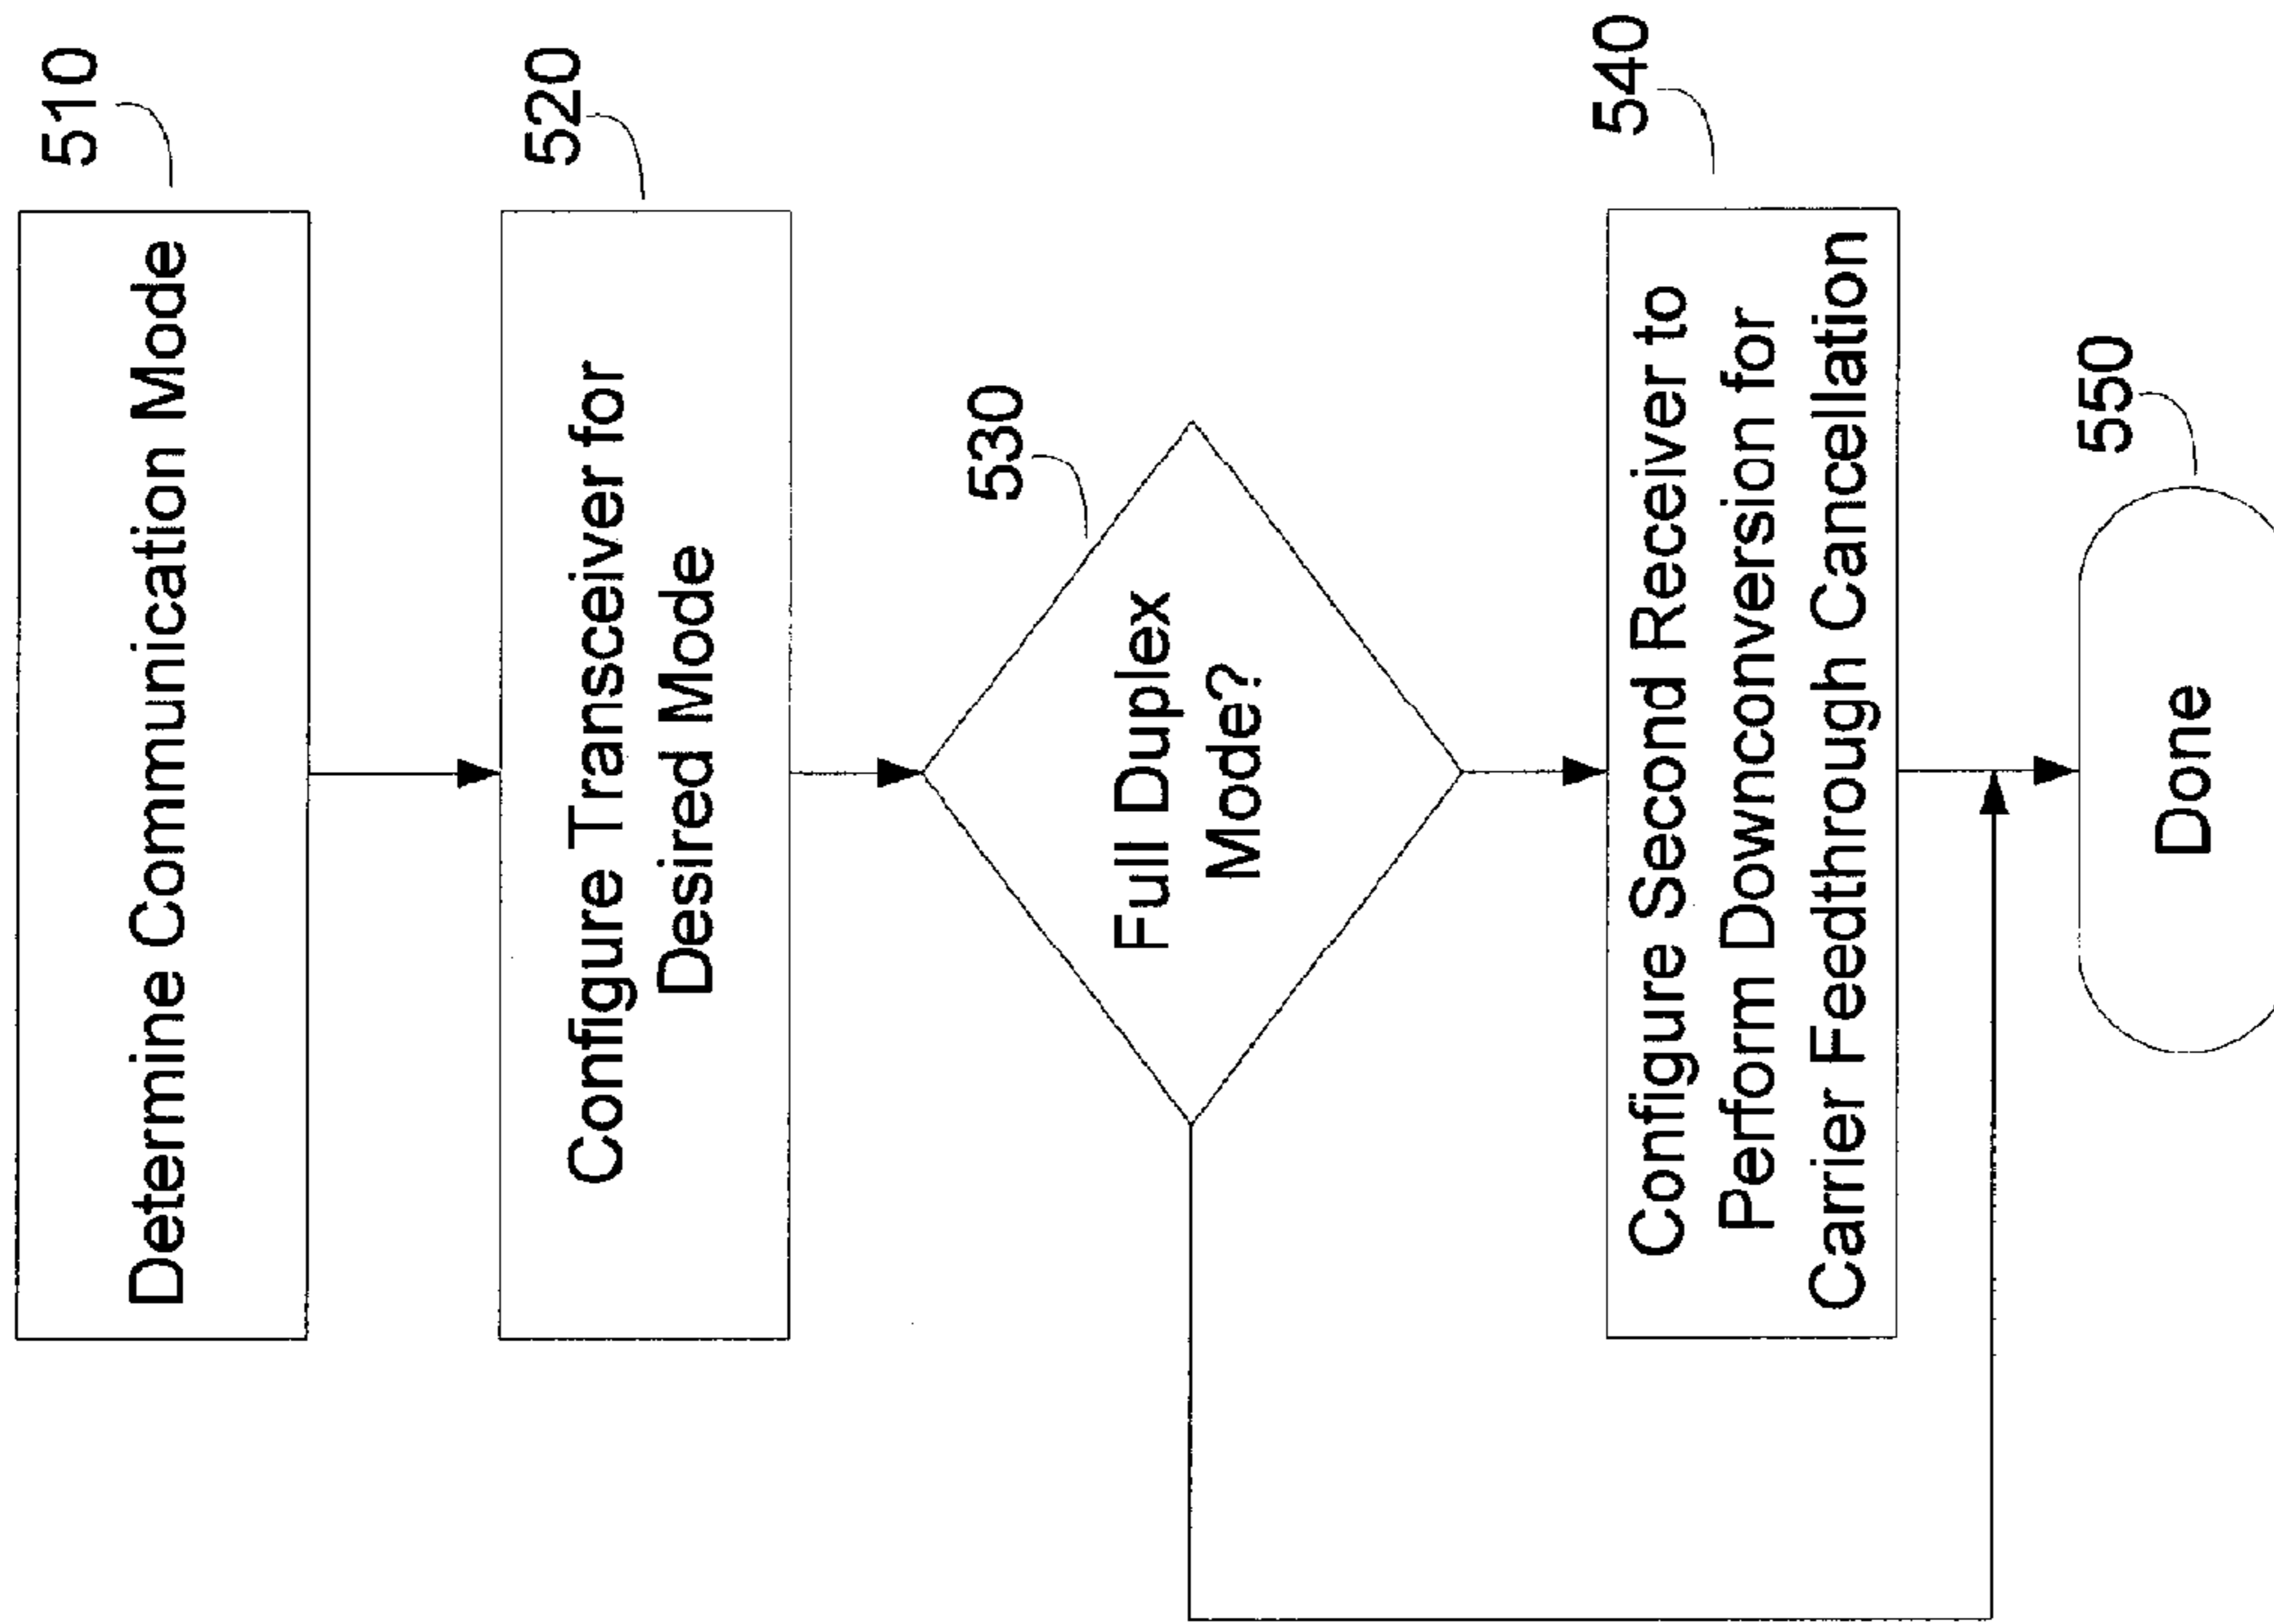 510
Determine Communication Mode
520
Configure Transceiver for
Desired Mode
530
Full Duplex
Mode?
540
Configure Second Receiver to
Perform Downconversion for
Carrier Feedthrough Cancellation
550
Done